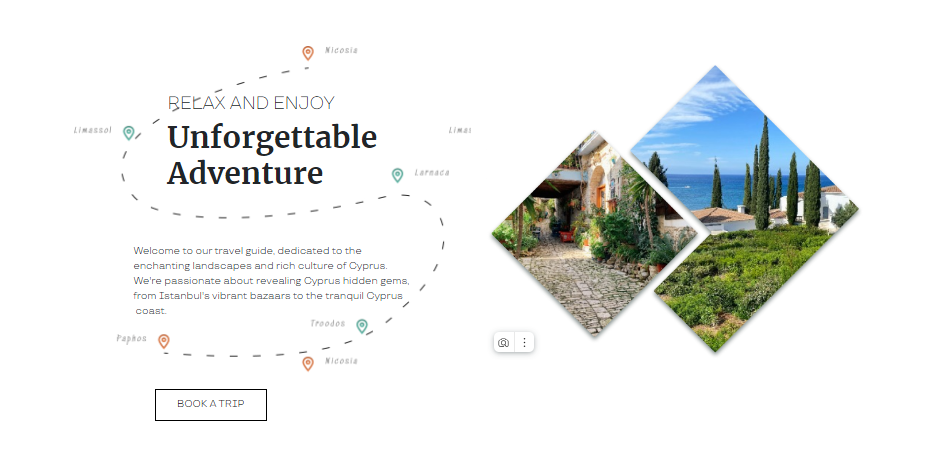 Nicosia
RELAX AND ENJOY
Limassol
Unforgettable
Limas
Adventure
Larnaca
Welcome to our travel guide, dedicated to the
enchanting landscapes and rich culture of Cyprus.
We're passionate about revealing Cyprus hidden gems,
from Istanbul's vibrant bazaars to the tranquil Cyprus
coast.
Troodos
Paphos
Nicosia
BOOK A TRIP